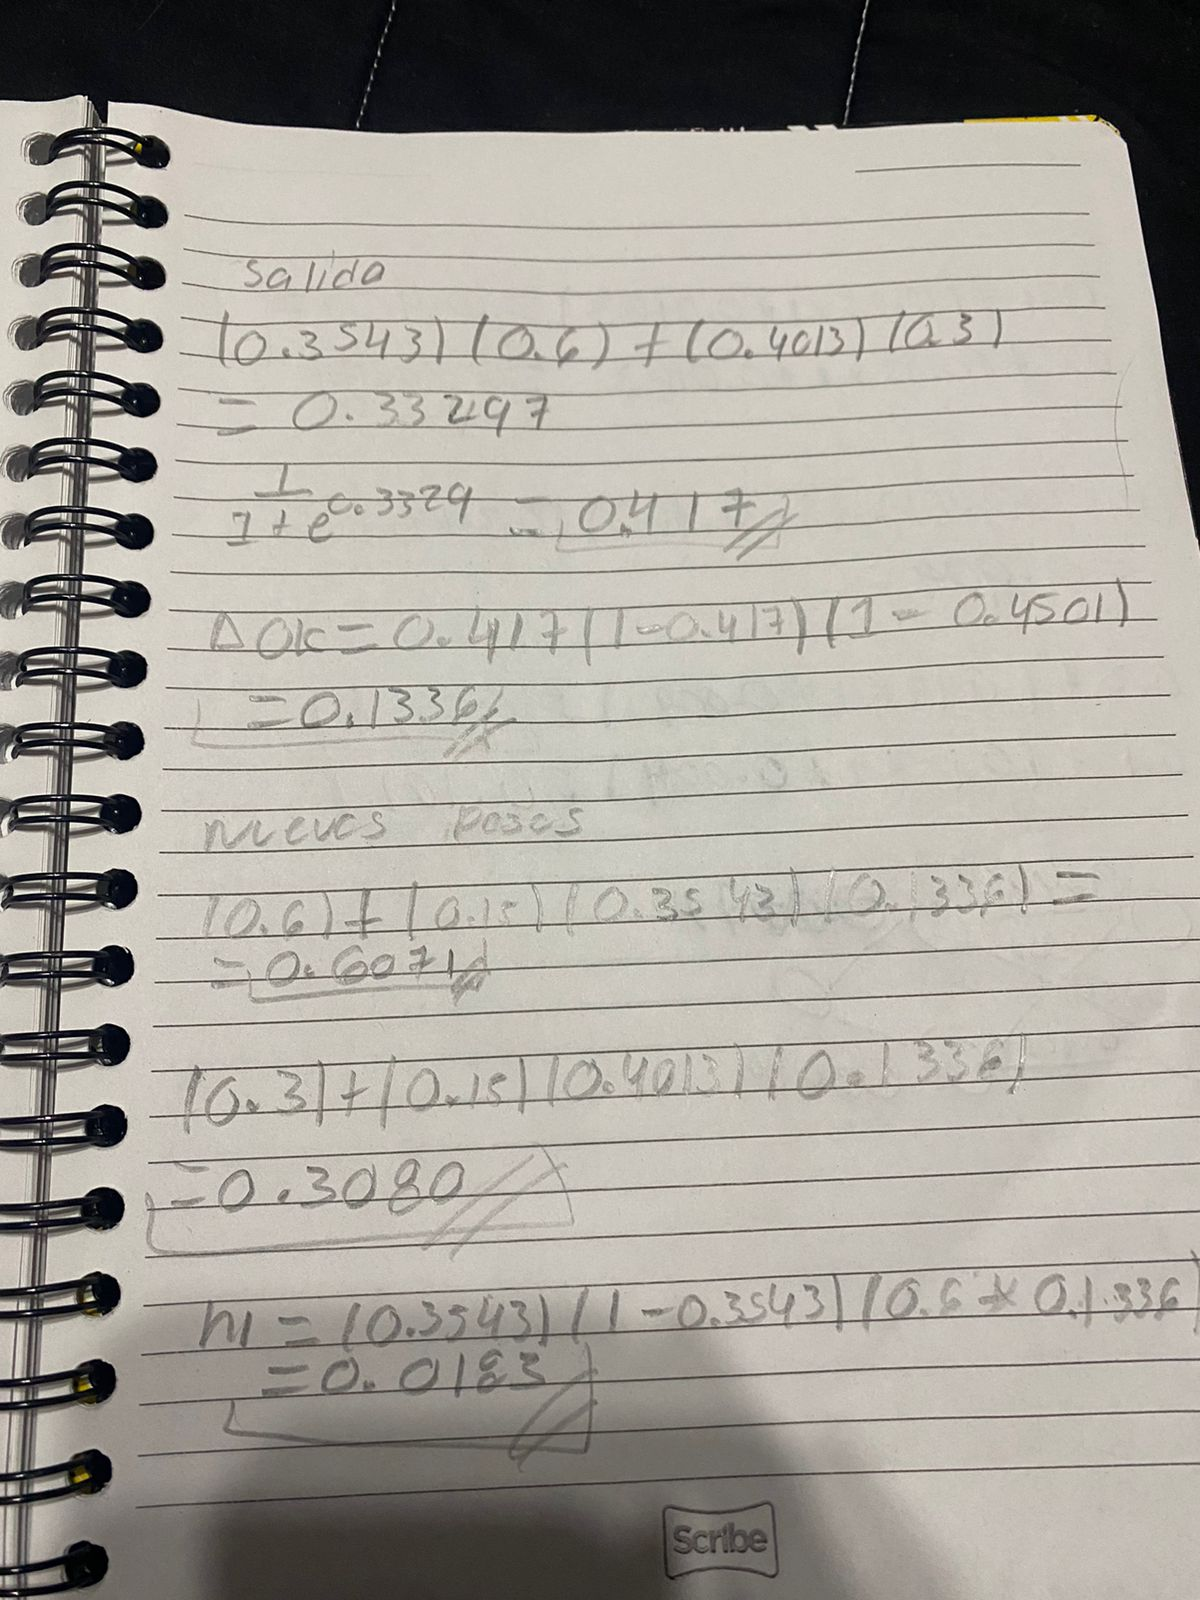 salida
(0.3543) (0.6) + (0.4013) (0.3)
= 0.33297
1
1 + e^0.3329 = 0.417
Δok = 0.417 (1-0.417) (1 - 0.4501)
= 0.1336
nuevos pesos
(0.6) + (0.15) (0.3543) (0.1336) =
= 0.6071
(0.3) + (0.15) (0.4013) (0.1336)
= 0.3080
h1 = (0.3543) (1 - 0.3543) (0.6 * 0.1336)
= 0.0183
Scribe